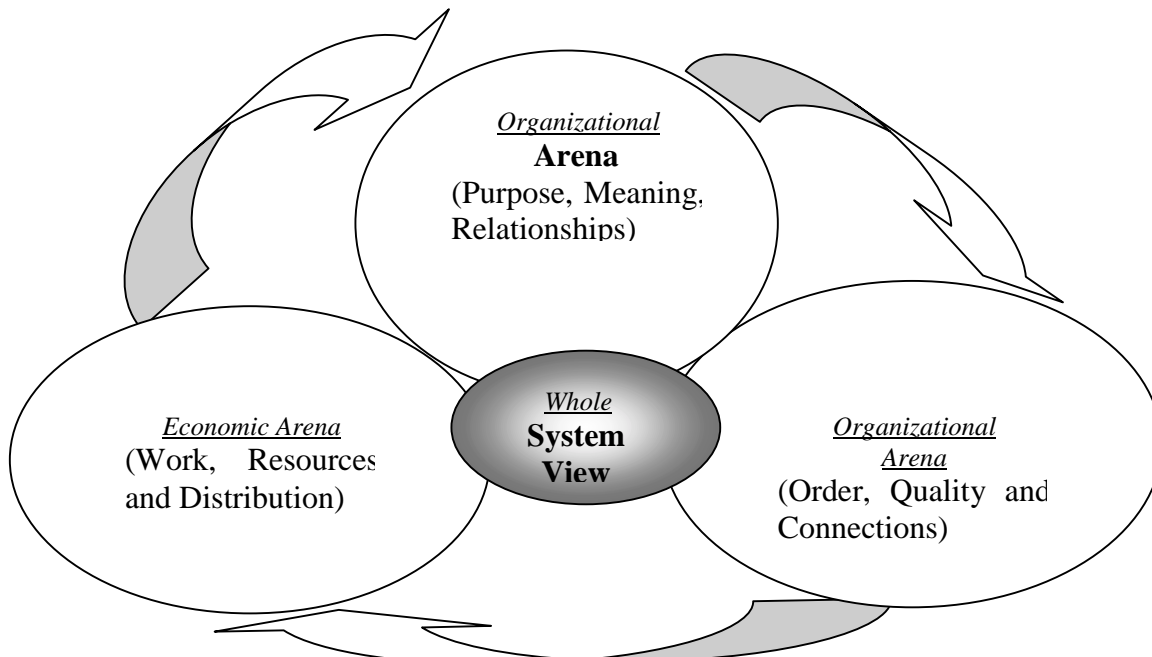 Organizational
Arena
(Purpose, Meaning,
Relationships)
Whole
System
View
Economic Arena
(Work, Resources
and Distribution)
Organizational
Arena
(Order, Quality and
Connections)